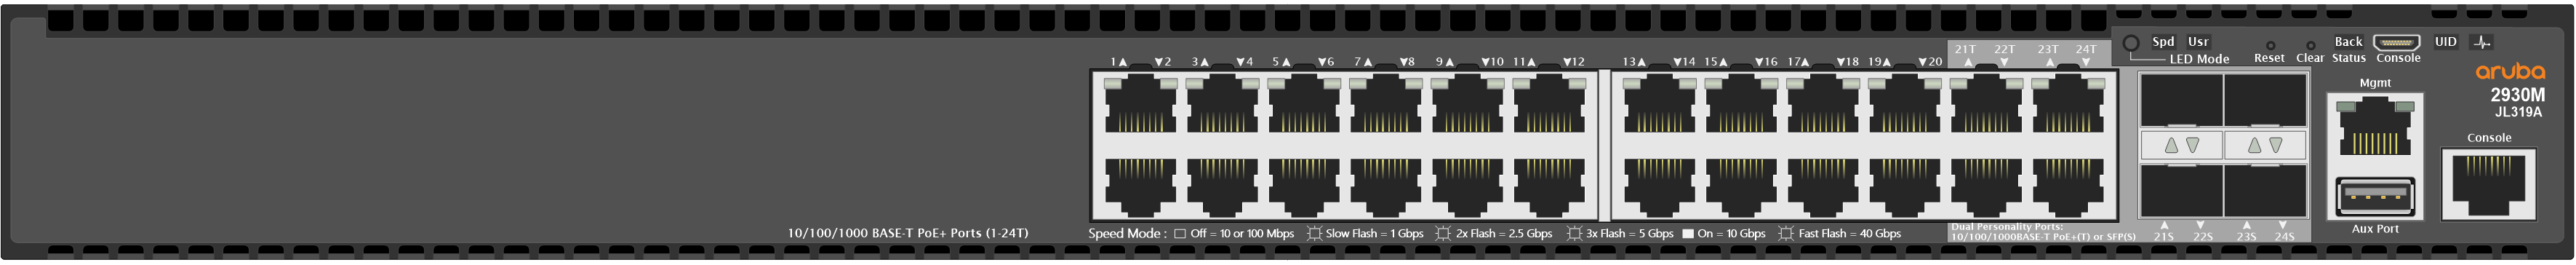 21T 22T 23T 24T
1▲ ▼2 3▲ ▼4 5▲ ▼6 7▲ ▼8 9▲ ▼10 11▲ ▼12 13▲ ▼14 15▲ ▼16 17▲ ▼18 19▲ ▼20 ▲ ▼ ▲ ▼
Spd Usr
LED Mode
Reset Clear
Back
Status
Console
UID
aruba
2930M
JL319A
Mgmt
Console
Aux Port
10/100/1000 BASE-T PoE+ Ports (1-24T)
Speed Mode : Off = 10 or 100 Mbps Slow Flash = 1 Gbps 2x Flash = 2.5 Gbps 3x Flash = 5 Gbps On = 10 Gbps Fast Flash = 40 Gbps
Dual Personality Ports:
10/100/1000BASE-T PoE+(T) or SFP(S)
▲ ▼ ▲ ▼
21S 22S 23S 24S